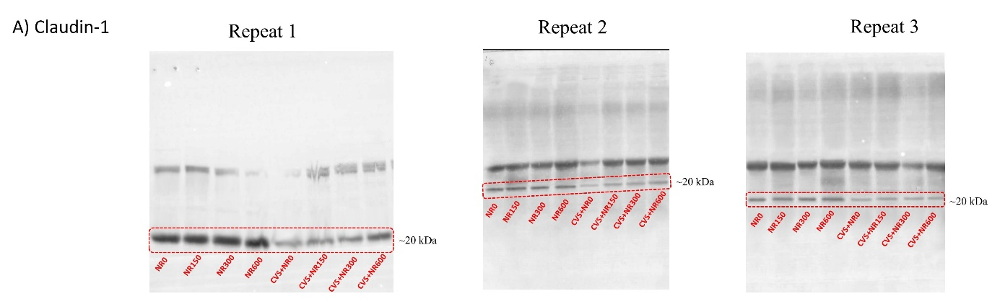 A) Claudin-1
Repeat 1
Repeat 2
Repeat 3
~20 kDa
NR0
NR150
NR300
NR600
CVS+NR0
CVS+NR150
CVS+NR300
CVS+NR600
~20 kDa
NR0
NR150
NR300
NR600
CVS+NR0
CVS+NR150
CVS+NR300
CVS+NR600
~20 kDa
NR0
NR150
NR300
NR600
CVS+NR0
CVS+NR150
CVS+NR300
CVS+NR600